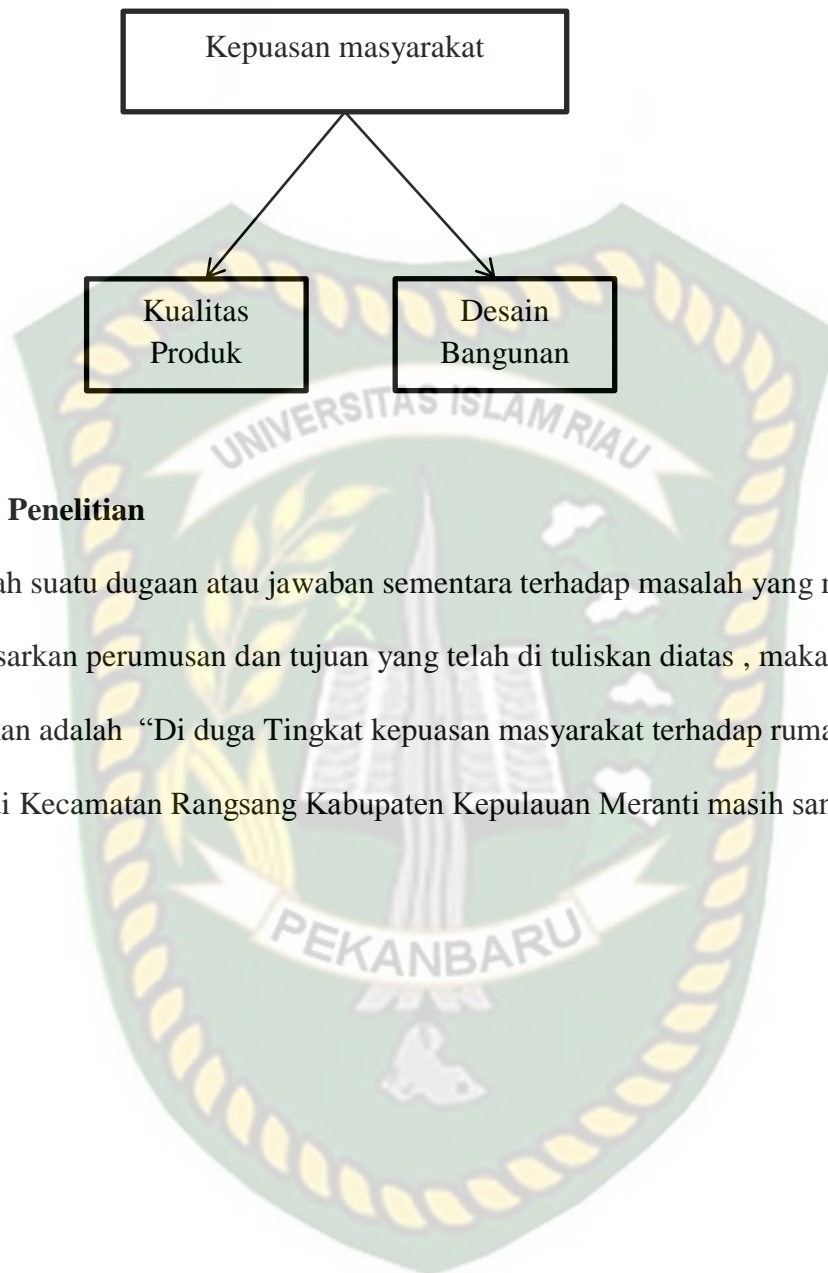 Kepuasan masyarakat
Kualitas
Produk
Desain
Bangunan
UNIVERSITAS ISLAM RIAU
Penelitian
ah suatu dugaan atau jawaban sementara terhadap masalah yang
sarkan perumusan dan tujuan yang telah di tuliskan diatas , maka
an adalah “Di duga Tingkat kepuasan masyarakat terhadap
di Kecamatan Rangsang Kabupaten Kepulauan Meranti masih
PEKANBARU